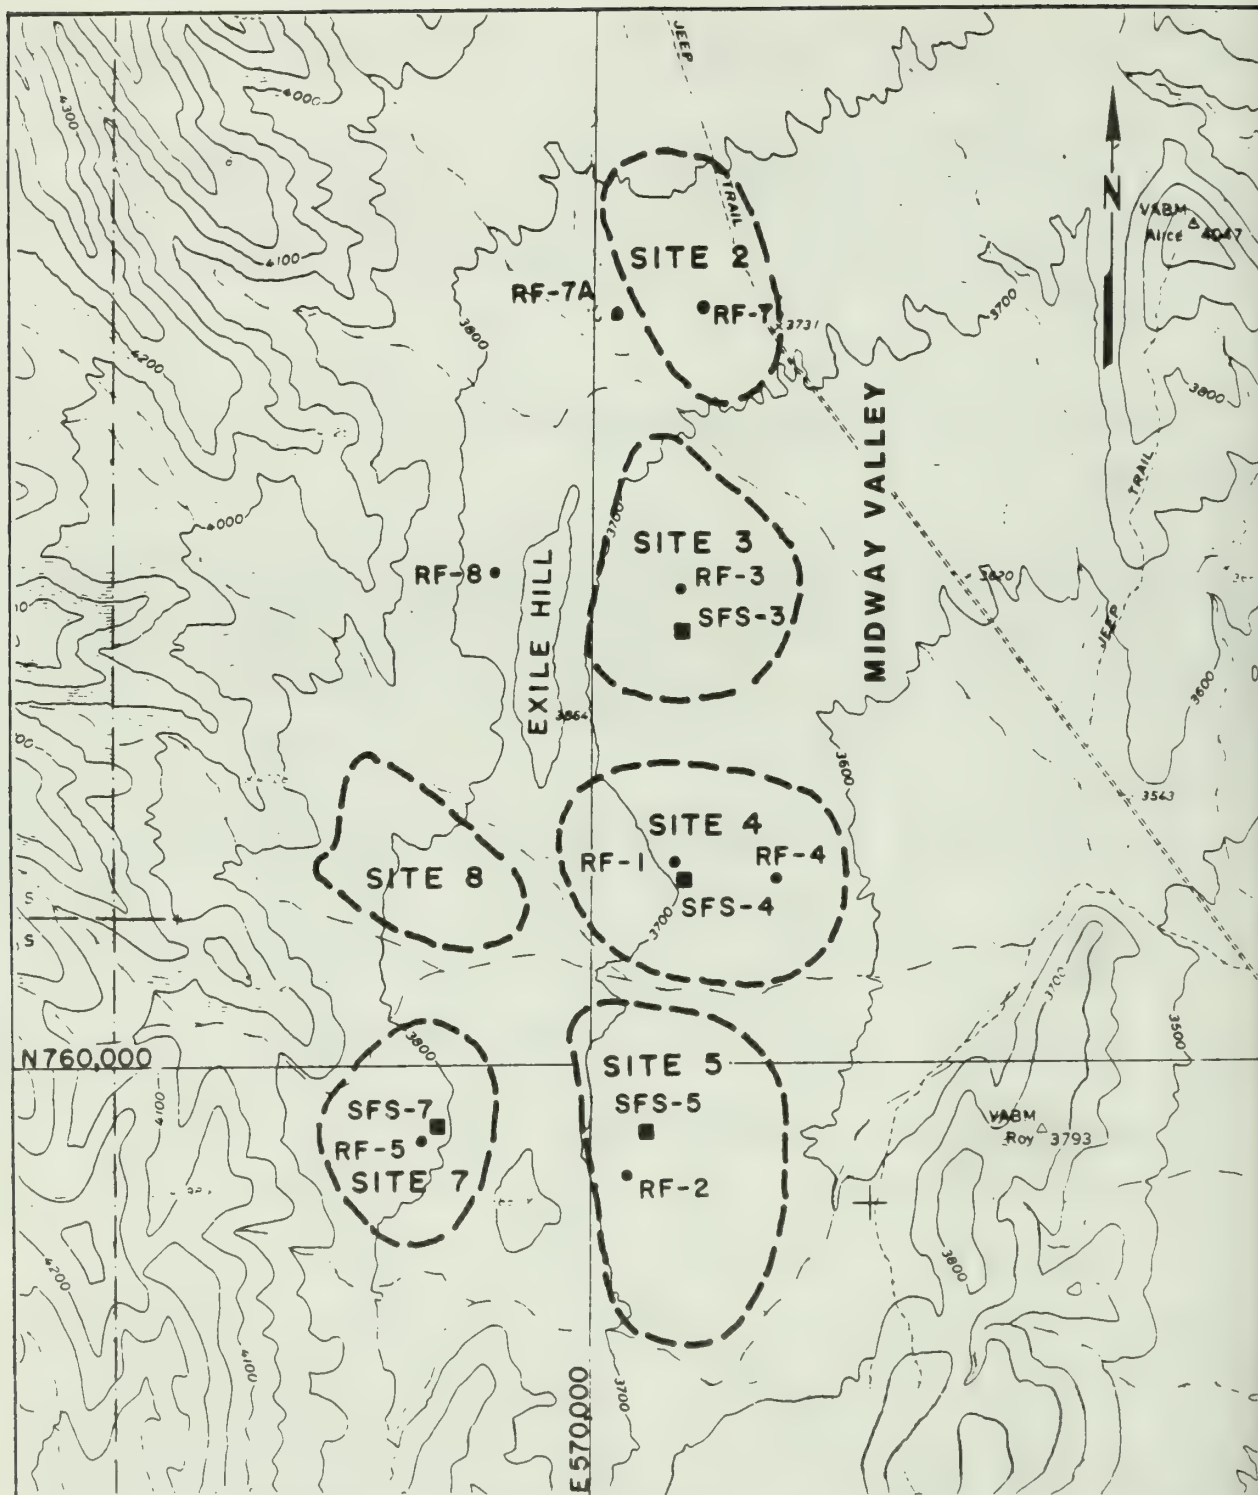 JEEP
4000
4300
TRAIL
N
VABM
Alice 4047
SITE 2
4100
RF-7A
RF-7
3731
3700
3800
4200
3800
MIDWAY VALLEY
TRAIL
3700
4000
SITE 3
RF-8
RF-3
3620
EXILE HILL
SFS-3
JEEP
3600
3864
3600
3543
SITE 4
RF-1
RF-4
SITE 8
S
SFS-4
3700
S
3700
3500
N760,000
3800
SITE 5
4100
SFS-7
SFS-5
VABM
Roy 3793
RF-5
SITE 7
RF-2
4200
3800
4100
E570,000
3700